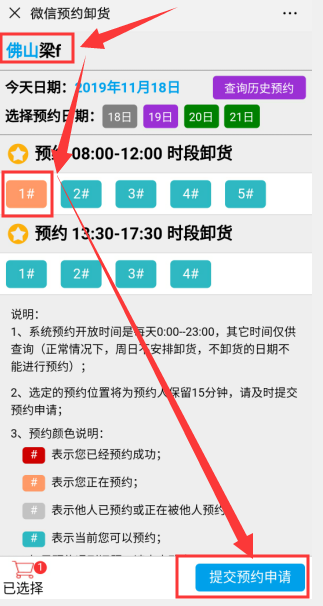 微信预约卸货
佛山梁f
今天日期：2019年11月18日 查询历史预约
选择预约日期： 18日 19日 20日 21日
预约 08:00-12:00 时段卸货
1# 2# 3# 4# 5#
预约 13:30-17:30 时段卸货
1# 2# 3# 4#
说明：
1、系统预约开放时间是每天0:00--23:00，其它时间仅供
查询（正常情况下，周日不安排卸货，不卸货的日期不
能进行预约）；
2、选定的预约位置将为预约人保留15分钟，请及时提交
预约申请；
3、预约颜色说明：
# 表示您已经预约成功；
# 表示您正在预约；
# 表示他人已预约或正在被他人预约
# 表示当前您可以预约；
1
已选择
提交预约申请